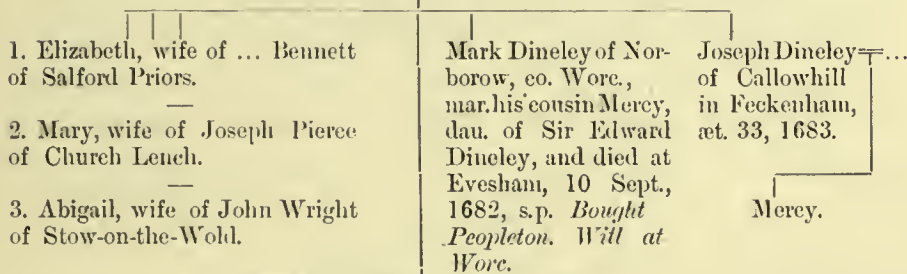 1. Elizabeth, wife of ... Bennett
of Salford Priors.
2. Mary, wife of Joseph Pierce
of Church Lench.
3. Abigail, wife of John Wright
of Stow-on-the-Wold.
Mark Dineley of Nor-
borow, co. Worc.,
mar. his cousin Mercy,
dau. of Sir Edward
Dineley, and died at
Evesham, 10 Sept.,
1682, s.p. Bought
Peopleton. Will at
Worc.
Joseph Dineley=...
of Callowhill
in Feckenham,
æt. 33, 1683.
Mercy.